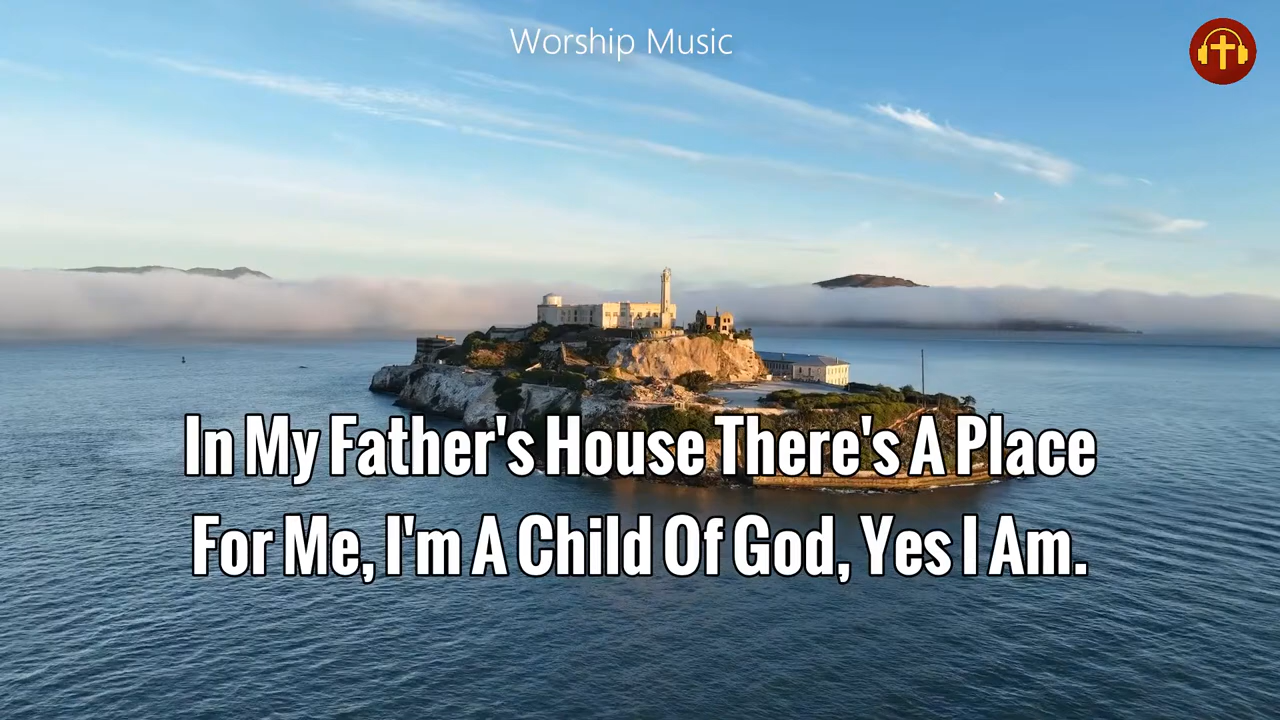 Worship Music
In My Father's House There's A Place
For Me, I'm A Child Of God, Yes I Am.